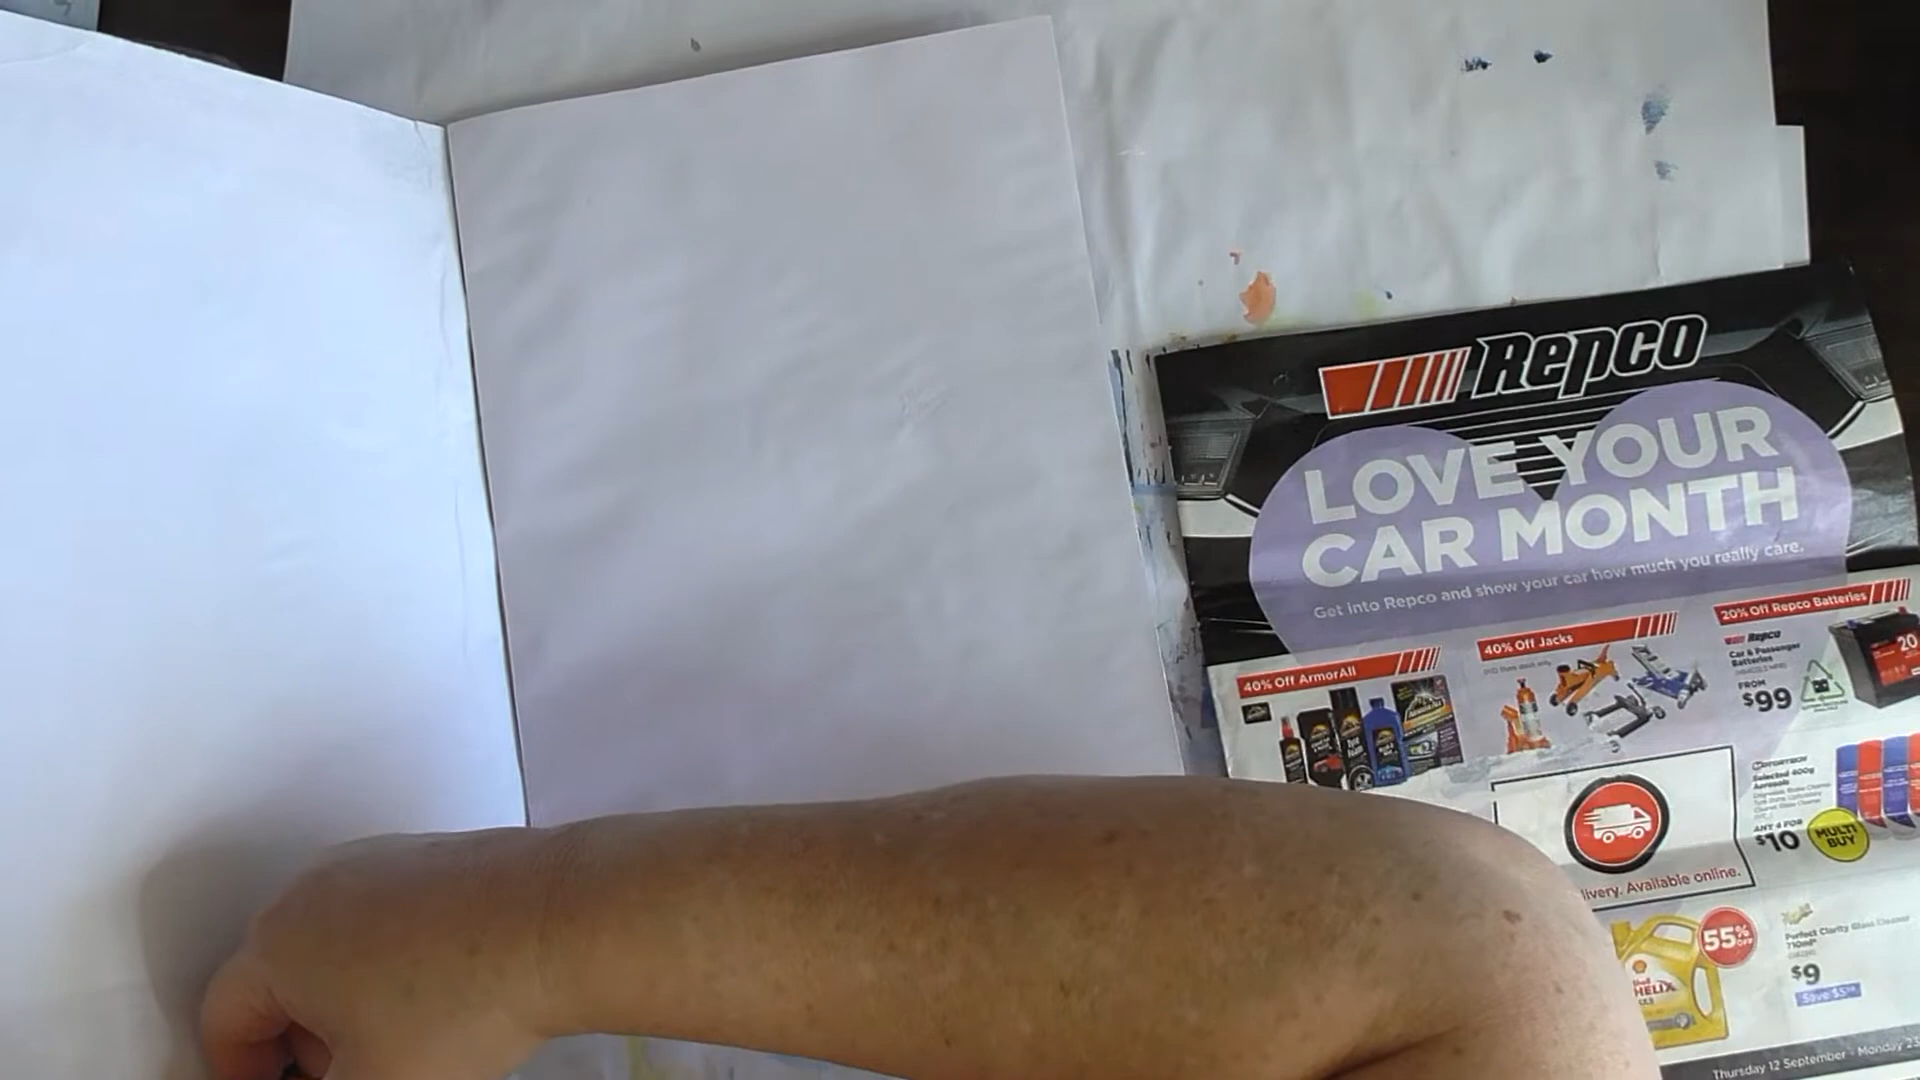 Repco
LOVE YOUR
CAR MONTH
Get into Repco and show your car how much you really care.
40% Off ArmorAll
40% Off Jacks
20% Off Repco Batteries
Repco
Car & Passenger
Batteries
FROM
$99
20
Selected 400g
Aerosols
ANY 4 FOR
$10
MULTI
BUY
livery. Available online.
55%
OFF
HELIX
Perfect Clarity Glass Cleaner
710ml*
$9
Thursday 12 September - Monday 23